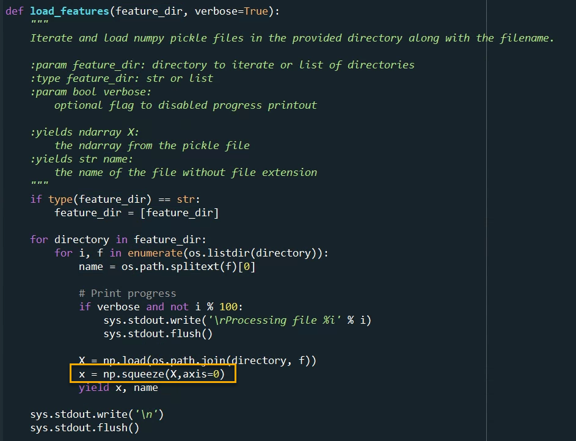 def load_features(feature_dir, verbose=True):
"""
Iterate and load numpy pickle files in the provided directory along with the filename.
:param feature_dir: directory to iterate or list of directories
:type feature_dir: str or list
:param bool verbose:
optional flag to disabled progress printout
:yields ndarray X:
the ndarray from the pickle file
:yields str name:
the name of the file without file extension
"""
if type(feature_dir) == str:
feature_dir = [feature_dir]
for directory in feature_dir:
for i, f in enumerate(os.listdir(directory)):
name = os.path.splitext(f)[0]
# Print progress
if verbose and not i % 100:
sys.stdout.write('\rProcessing file %i' % i)
sys.stdout.flush()
X = np.load(os.path.join(directory, f))
x = np.squeeze(X,axis=0)
yield x, name
sys.stdout.write('\n')
sys.stdout.flush()